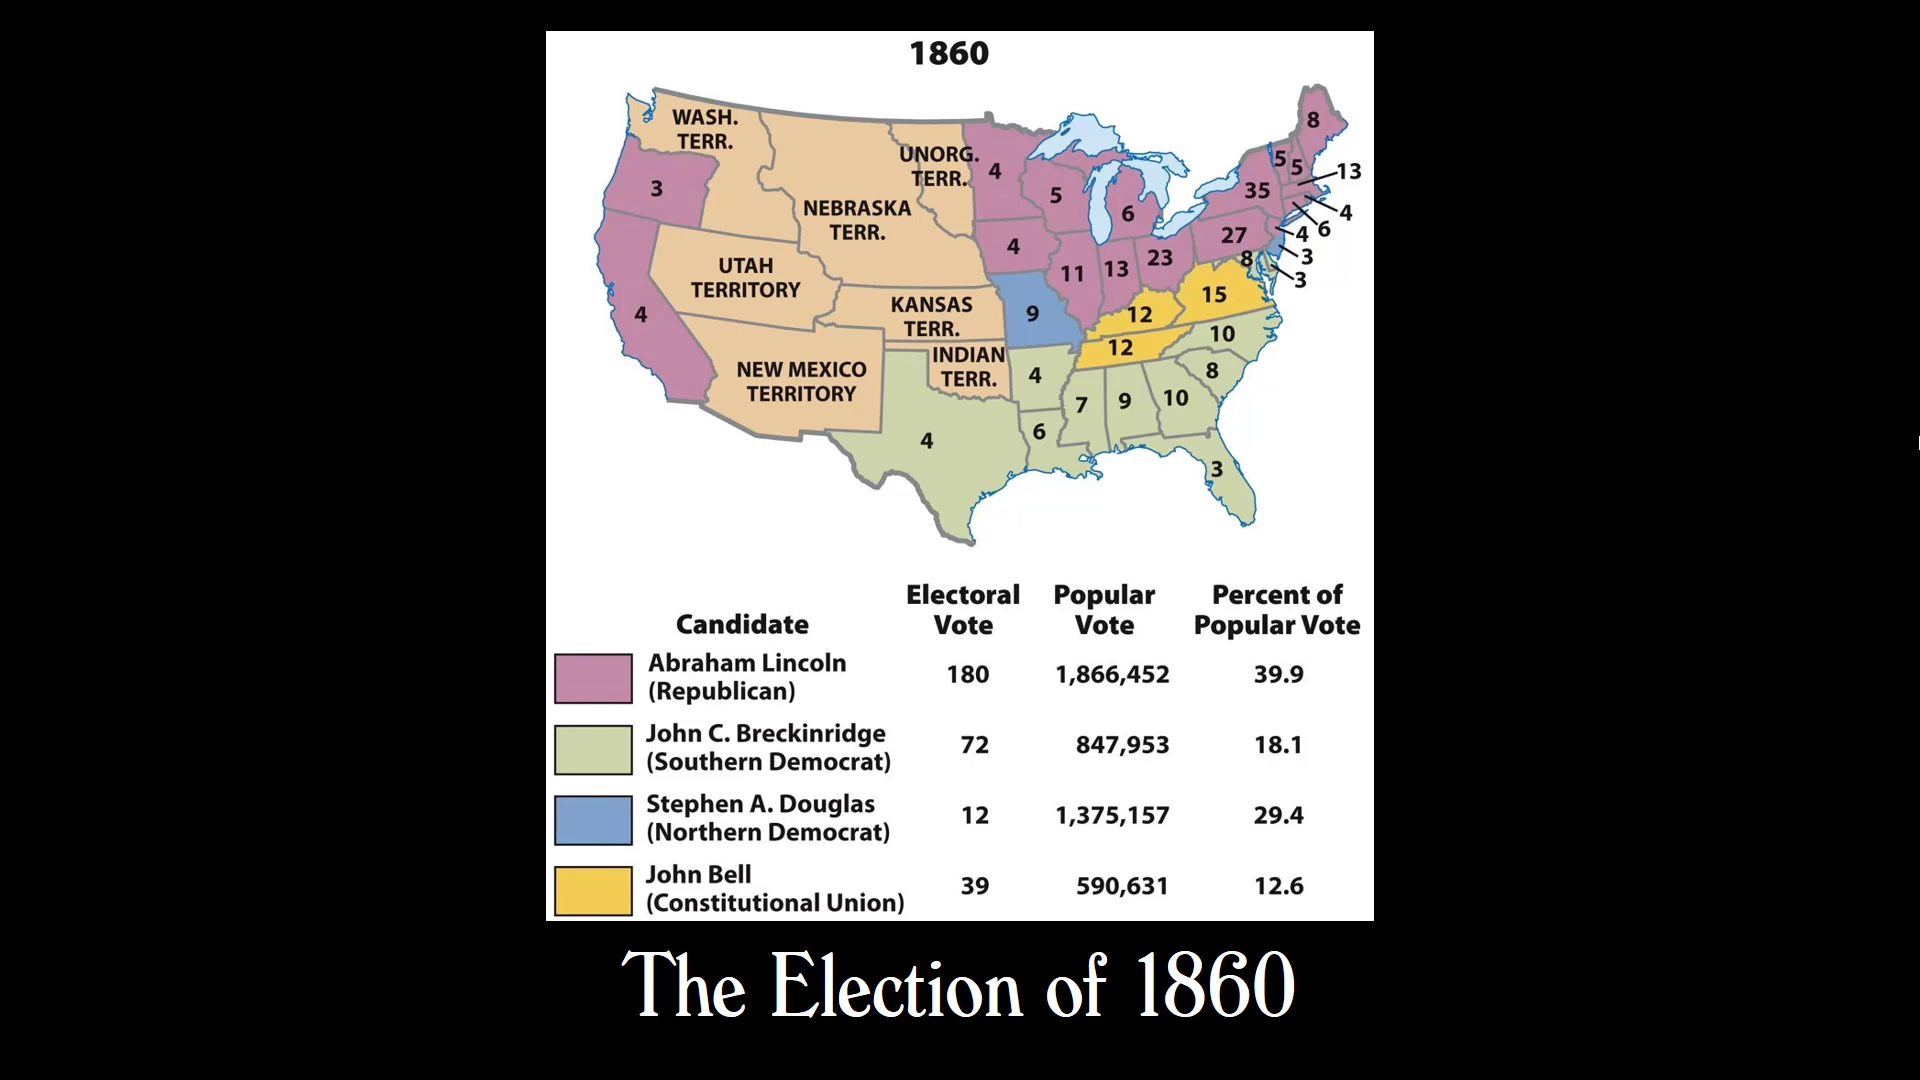 1860
WASH.
TERR.
8
UNORG.
TERR.
4
5
5
13
3
5
35
4
NEBRASKA
TERR.
6
6
4
27
4
3
8
UTAH
TERRITORY
11
13
23
3
4
KANSAS
TERR.
9
12
15
12
10
INDIAN
TERR.
NEW MEXICO
TERRITORY
4
8
7
9
10
4
6
3
Candidate
Electoral
Vote
Popular
Vote
Percent of
Popular Vote
Abraham Lincoln
(Republican)
180
1,866,452
39.9
John C. Breckinridge
(Southern Democrat)
72
847,953
18.1
Stephen A. Douglas
(Northern Democrat)
12
1,375,157
29.4
John Bell
(Constitutional Union)
39
590,631
12.6
The Election of 1860